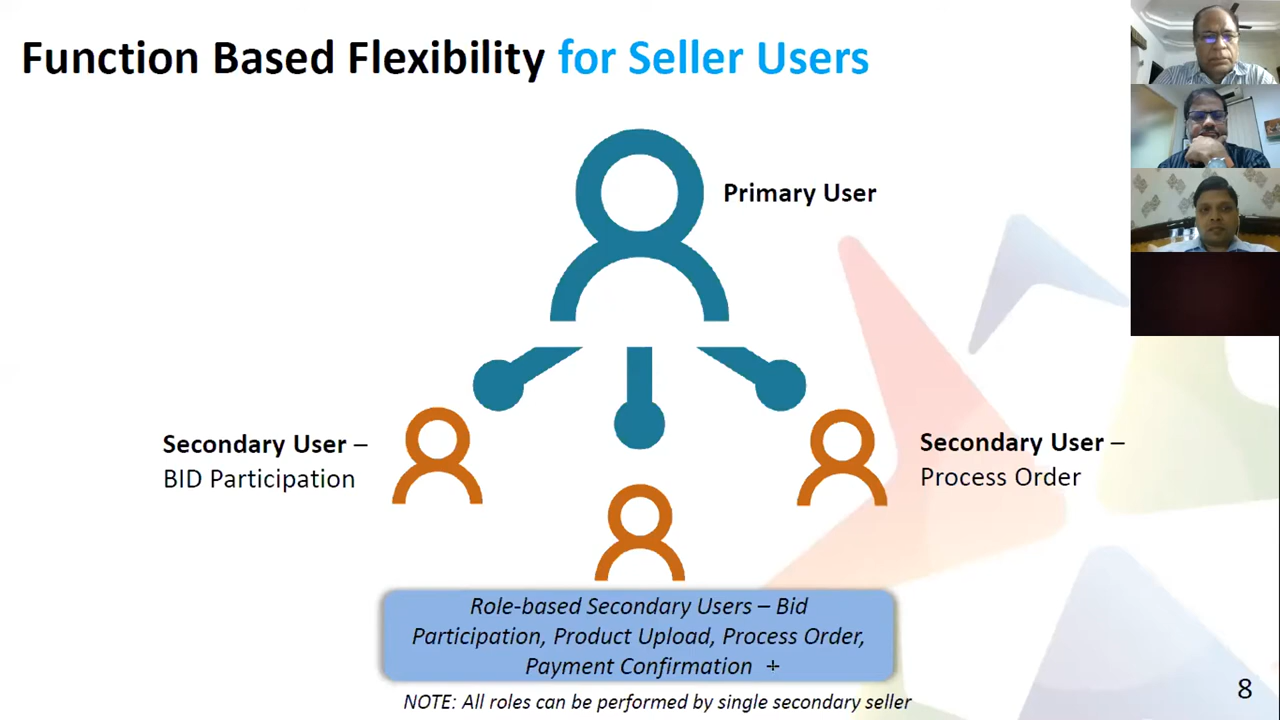 Function Based Flexibility for Seller Users
Primary User
Secondary User –
BID Participation
Secondary User –
Process Order
Role-based Secondary Users – Bid
Participation, Product Upload, Process Order,
Payment Confirmation
NOTE: All roles can be performed by single secondary seller
8